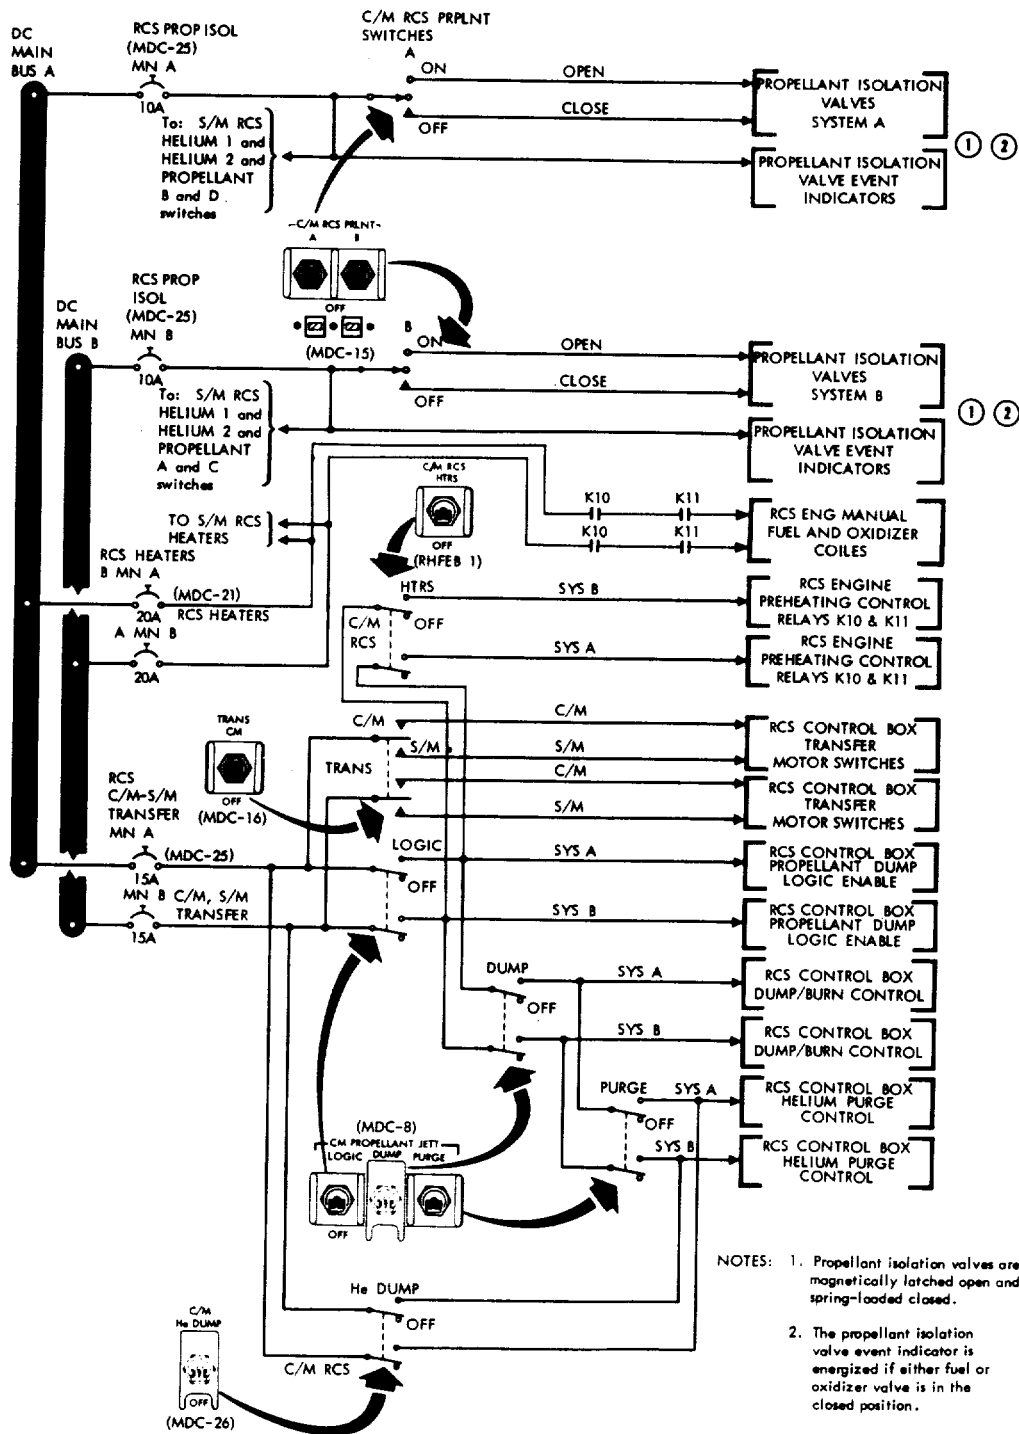 DC
MAIN
BUS A
RCS PROP ISOL
(MDC-25)
MN A
10A
C/M RCS PRPLNT
SWITCHES
A
ON
OPEN
CLOSE
OFF
PROPELLANT ISOLATION
VALVES
SYSTEM A
1 2
To: S/M RCS
HELIUM 1 and
HELIUM 2 and
PROPELLANT
B and D
switches
PROPELLANT ISOLATION
VALVE EVENT
INDICATORS
C/M RCS PRLNT
A B
OFF
(MDC-15)
DC
MAIN
BUS B
RCS PROP
ISOL
(MDC-25)
MN B
10A
B
ON
OPEN
CLOSE
OFF
PROPELLANT ISOLATION
VALVES
SYSTEM B
1 2
To: S/M RCS
HELIUM 1 and
HELIUM 2 and
PROPELLANT
A and C
switches
PROPELLANT ISOLATION
VALVE EVENT
INDICATORS
C/M RCS
HTRS
OFF
(RHFEB 1)
K10 K11
K10 K11
RCS ENG MANUAL
FUEL AND OXIDIZER
COILES
TO S/M RCS
HEATERS
RCS HEATERS
B MN A
20A
(MDC-21)
RCS HEATERS
A MN B
20A
HTRS
OFF
C/M
RCS
SYS B
RCS ENGINE
PREHEATING CONTROL
RELAYS K10 & K11
SYS A
RCS ENGINE
PREHEATING CONTROL
RELAYS K10 & K11
TRANS
CM
OFF
(MDC-16)
C/M
S/M
TRANS
C/M
S/M
RCS CONTROL BOX
TRANSFER
MOTOR SWITCHES
C/M
S/M
RCS CONTROL BOX
TRANSFER
MOTOR SWITCHES
RCS
C/M-S/M
TRANSFER
MN A
15A
(MDC-25)
LOGIC
OFF
SYS A
RCS CONTROL BOX
PROPELLANT DUMP
LOGIC ENABLE
MN B C/M, S/M
TRANSFER
15A
SYS B
RCS CONTROL BOX
PROPELLANT DUMP
LOGIC ENABLE
DUMP
OFF
SYS A
RCS CONTROL BOX
DUMP/BURN CONTROL
SYS B
RCS CONTROL BOX
DUMP/BURN CONTROL
PURGE
OFF
SYS A
RCS CONTROL BOX
HELIUM PURGE
CONTROL
SYS B
RCS CONTROL BOX
HELIUM PURGE
CONTROL
(MDC-8)
CM PROPELLANT JETT
LOGIC DUMP PURGE
OFF
He DUMP
OFF
C/M RCS
C/M
He DUMP
OFF
(MDC-26)
NOTES: 1. Propellant isolation valves are
magnetically latched open and
spring-loaded closed.
2. The propellant isolation
valve event indicator is
energized if either fuel or
oxidizer valve is in the
closed position.